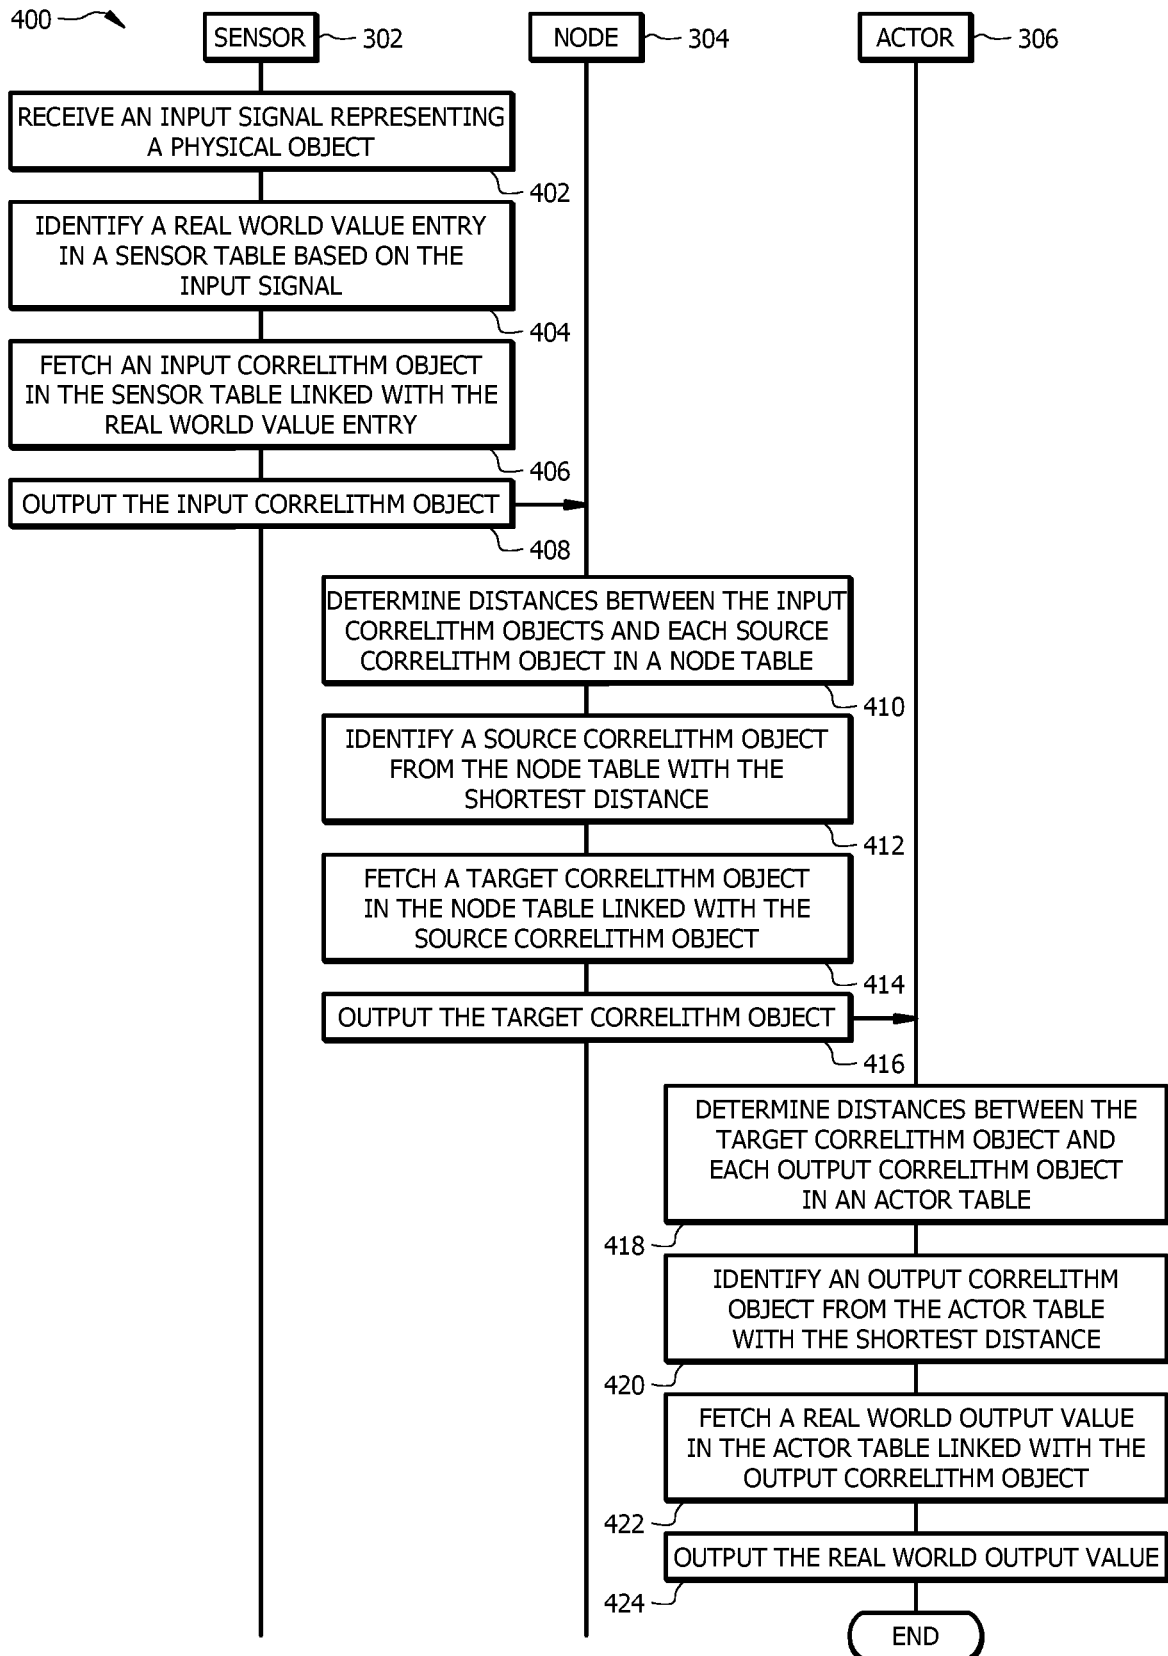 400
SENSOR
302
NODE
304
ACTOR
306
RECEIVE AN INPUT SIGNAL REPRESENTING
A PHYSICAL OBJECT
402
IDENTIFY A REAL WORLD VALUE ENTRY
IN A SENSOR TABLE BASED ON THE
INPUT SIGNAL
404
FETCH AN INPUT CORRELITHM OBJECT
IN THE SENSOR TABLE LINKED WITH THE
REAL WORLD VALUE ENTRY
406
OUTPUT THE INPUT CORRELITHM OBJECT
408
DETERMINE DISTANCES BETWEEN THE INPUT
CORRELITHM OBJECTS AND EACH SOURCE
CORRELITHM OBJECT IN A NODE TABLE
410
IDENTIFY A SOURCE CORRELITHM OBJECT
FROM THE NODE TABLE WITH THE
SHORTEST DISTANCE
412
FETCH A TARGET CORRELITHM OBJECT
IN THE NODE TABLE LINKED WITH THE
SOURCE CORRELITHM OBJECT
414
OUTPUT THE TARGET CORRELITHM OBJECT
416
DETERMINE DISTANCES BETWEEN THE
TARGET CORRELITHM OBJECT AND
EACH OUTPUT CORRELITHM OBJECT
IN AN ACTOR TABLE
418
IDENTIFY AN OUTPUT CORRELITHM
OBJECT FROM THE ACTOR TABLE
WITH THE SHORTEST DISTANCE
420
FETCH A REAL WORLD OUTPUT VALUE
IN THE ACTOR TABLE LINKED WITH THE
OUTPUT CORRELITHM OBJECT
422
OUTPUT THE REAL WORLD OUTPUT VALUE
424
END